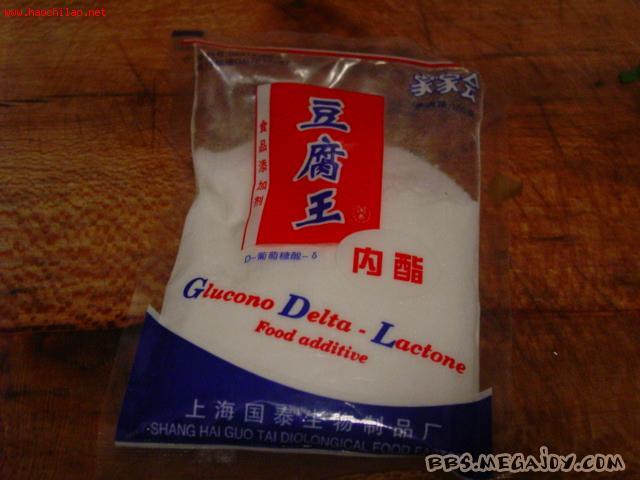 www.haochilao.net
家家
食品添加剂
豆腐王
D-葡萄糖酸-δ
内酯
Glucono Delta - Lactone
Food additive
上海国泰生物制品厂
SHANG HAI GUO TAI DIOLONGICAL FOOD
BBS.MEGAJOY.COM